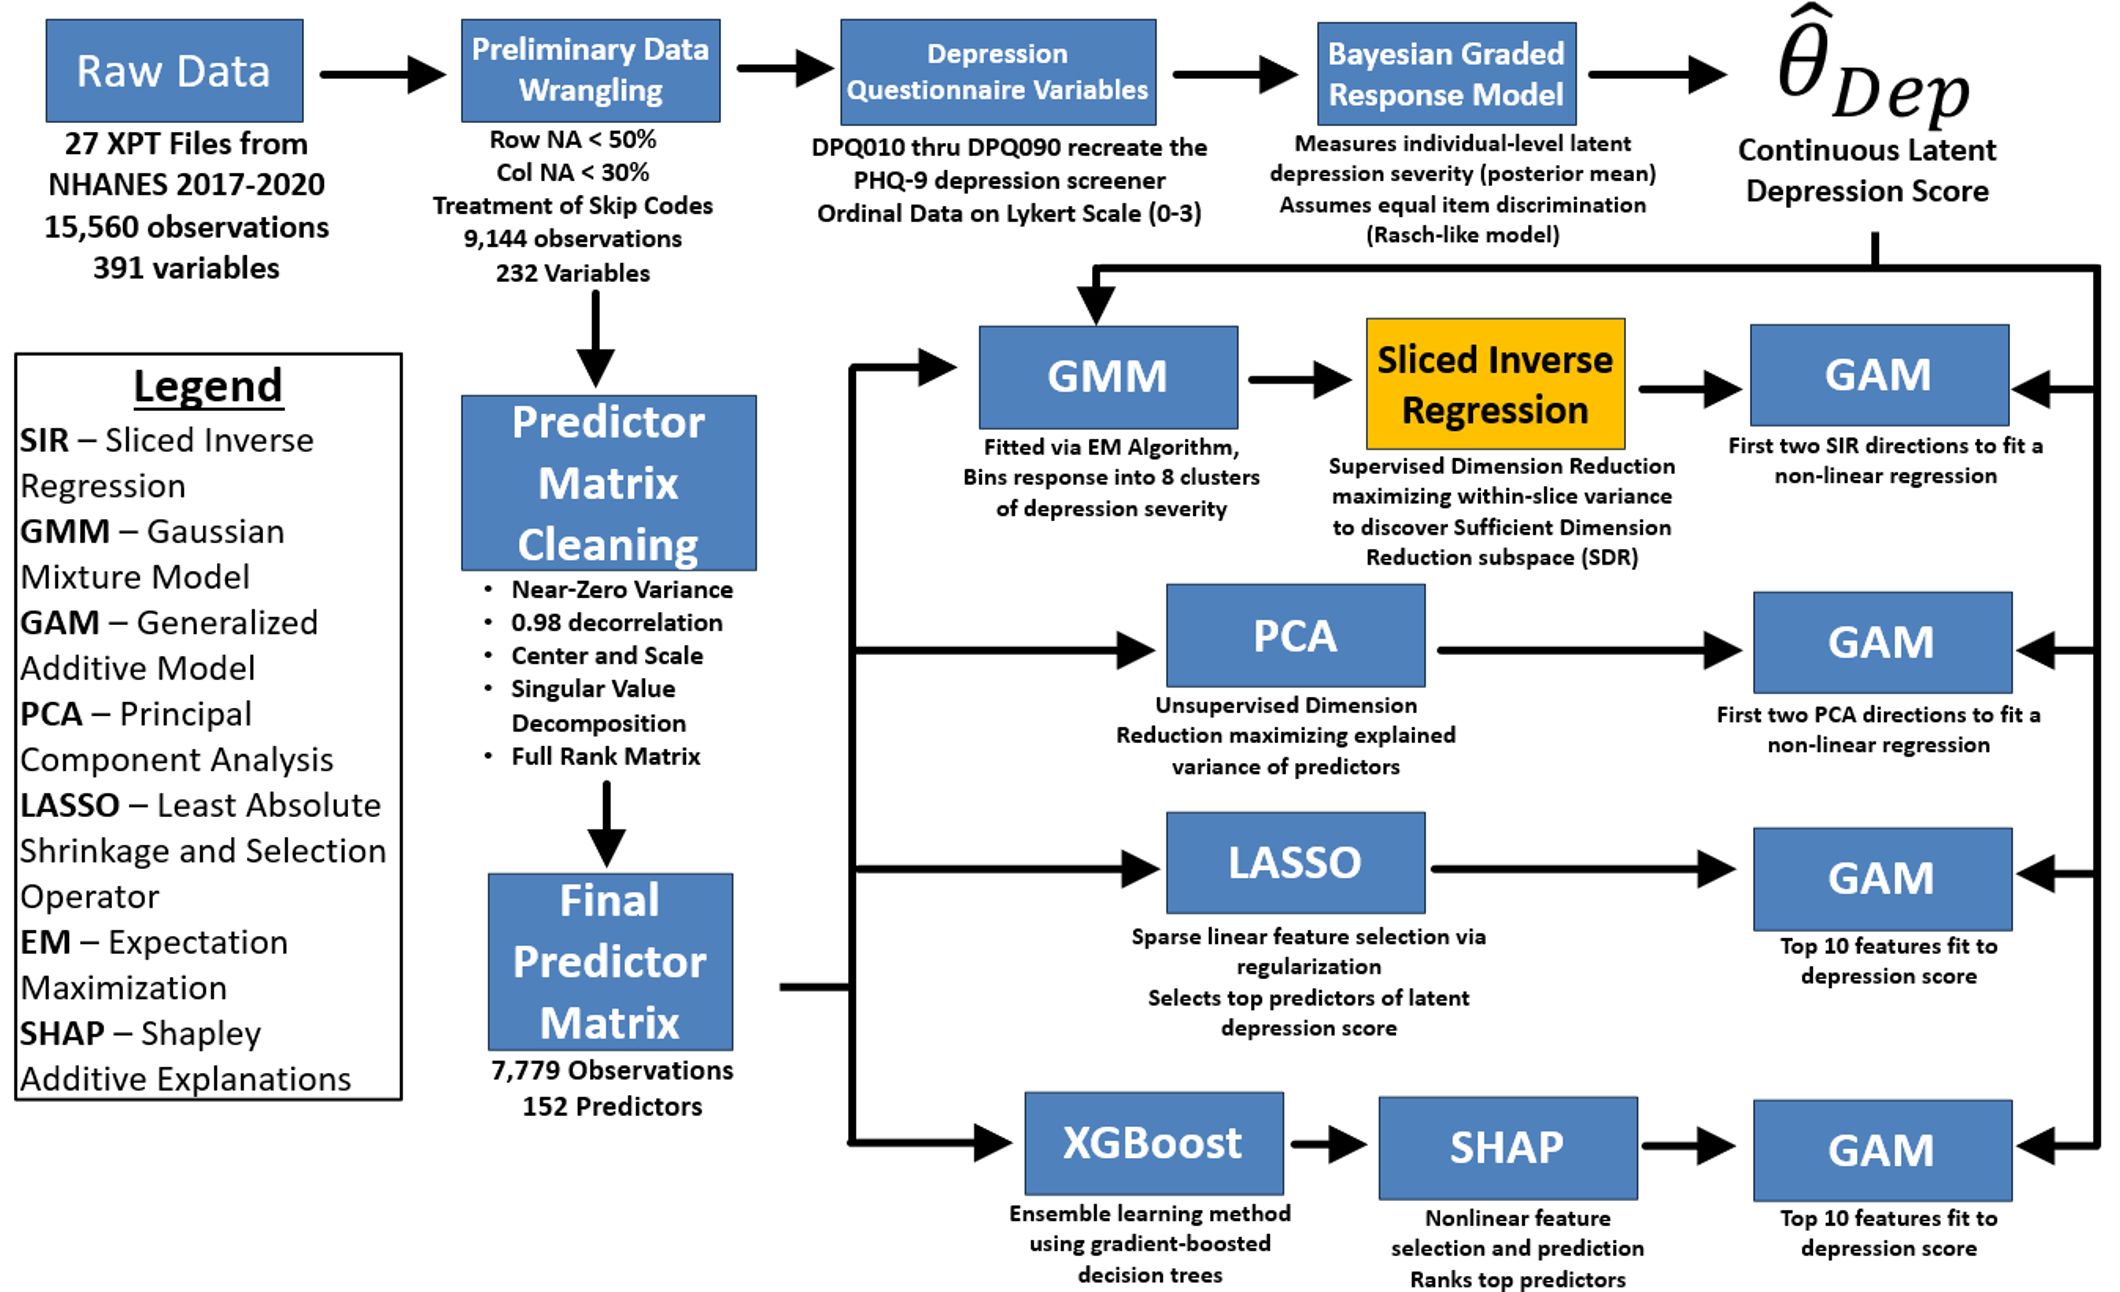 Raw Data
27 XPT Files from
NHANES 2017-2020
15,560 observations
391 variables
Preliminary Data
Wrangling
Row NA < 50%
Col NA < 30%
Treatment of Skip Codes
9,144 observations
232 Variables
Depression
Questionnaire Variables
DPQ010 thru DPQ090 recreate the
PHQ-9 depression screener
Ordinal Data on Lykert Scale (0-3)
Bayesian Graded
Response Model
Measures individual-level latent
depression severity (posterior mean)
Assumes equal item discrimination
(Rasch-like model)
θ̂_Dep
Continuous Latent
Depression Score
Legend
SIR – Sliced Inverse
Regression
GMM – Gaussian
Mixture Model
GAM – Generalized
Additive Model
PCA – Principal
Component Analysis
LASSO – Least Absolute
Shrinkage and Selection
Operator
EM – Expectation
Maximization
SHAP – Shapley
Additive Explanations
Predictor
Matrix
Cleaning
• Near-Zero Variance
• 0.98 decorrelation
• Center and Scale
• Singular Value
Decomposition
• Full Rank Matrix
Final
Predictor
Matrix
7,779 Observations
152 Predictors
GMM
Fitted via EM Algorithm,
Bins response into 8 clusters
of depression severity
Sliced Inverse
Regression
Supervised Dimension Reduction
maximizing within-slice variance
to discover Sufficient Dimension
Reduction subspace (SDR)
GAM
First two SIR directions to fit a
non-linear regression
PCA
Unsupervised Dimension
Reduction maximizing explained
variance of predictors
GAM
First two PCA directions to fit a
non-linear regression
LASSO
Sparse linear feature selection via
regularization
Selects top predictors of latent
depression score
GAM
Top 10 features fit to
depression score
XGBoost
Ensemble learning method
using gradient-boosted
decision trees
SHAP
Nonlinear feature
selection and prediction
Ranks top predictors
GAM
Top 10 features fit to
depression score